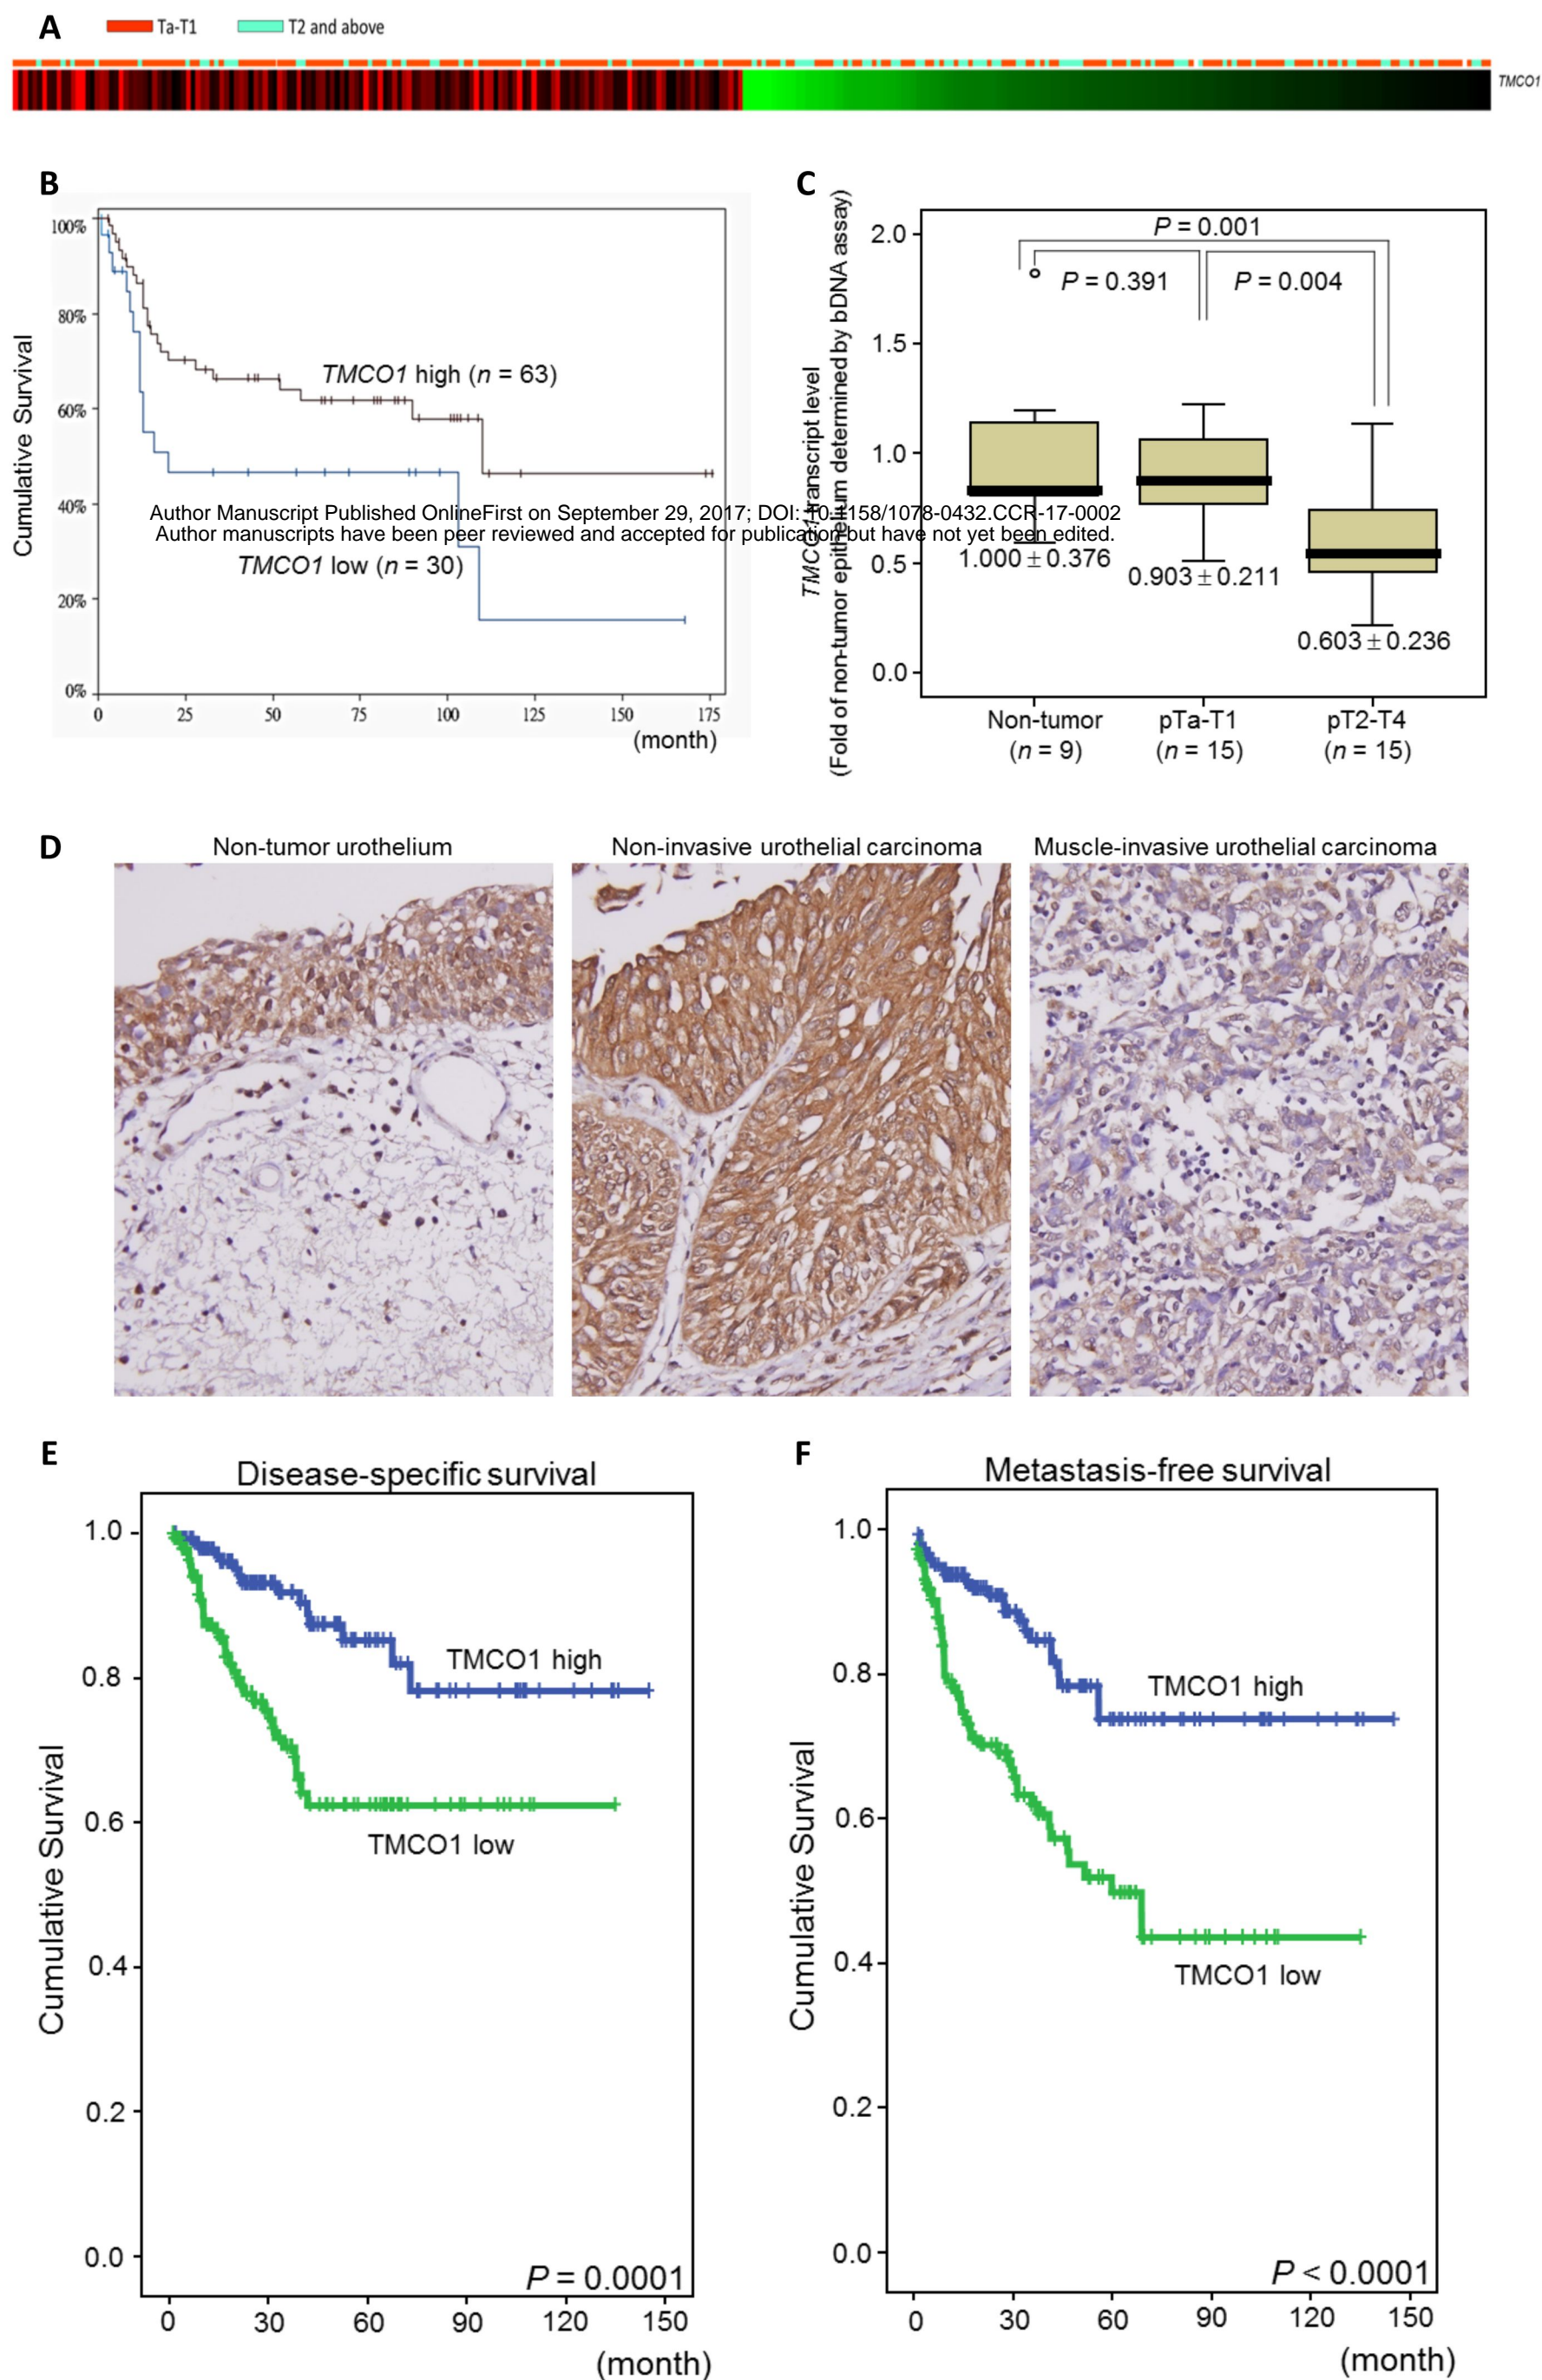 A
Ta-T1
T2 and above
TMCO1
B
100%
80%
60%
40%
20%
0%
Cumulative Survival
TMCO1 high (n = 63)
TMCO1 low (n = 30)
0 25 50 75 100 125 150 175
(month)
C
TMCO1 transcript level
(Fold of non-tumor epithelium determined by bDNA assay)
2.0
1.5
1.0
0.5
0.0
P = 0.001
P = 0.391
P = 0.004
1.000 ± 0.376
0.903 ± 0.211
0.603 ± 0.236
Non-tumor pTa-T1 pT2-T4
(n = 9) (n = 15) (n = 15)
Author Manuscript Published OnlineFirst on September 29, 2017; DOI: 10.1158/1078-0432.CCR-17-0002
Author manuscripts have been peer reviewed and accepted for publication but have not yet been edited.
D
Non-tumor urothelium
Non-invasive urothelial carcinoma
Muscle-invasive urothelial carcinoma
E
Disease-specific survival
1.0
0.8
0.6
0.4
0.2
0.0
Cumulative Survival
TMCO1 high
TMCO1 low
P = 0.0001
0 30 60 90 120 150
(month)
F
Metastasis-free survival
1.0
0.8
0.6
0.4
0.2
0.0
Cumulative Survival
TMCO1 high
TMCO1 low
P < 0.0001
0 30 60 90 120 150
(month)